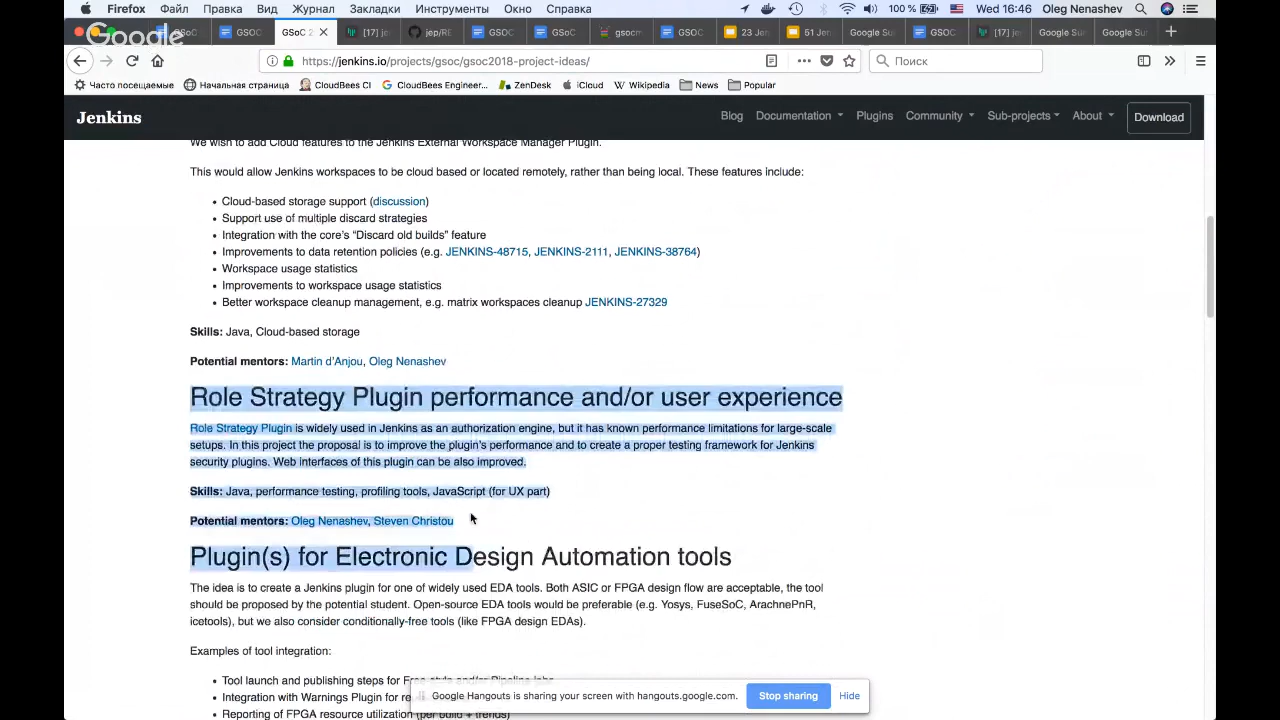 Firefox Файл Правка Вид Журнал Закладки Инструменты Окно Справка 100 % Wed 16:46 Oleg Nenashev
Google
GSOC GSoC 2 [17] je jep/RE GSOC GSoC gsocm GSOC 23 Jen 51 Jen Google Su GSOC [17] je Google Su Google Su
https://jenkins.io/projects/gsoc/gsoc2018-project-ideas/ Поиск
Часто посещаемые Начальная страница CloudBees CI CloudBees Engineer... ZenDesk iCloud Wikipedia News Popular
Jenkins Blog Documentation Plugins Community Sub-projects About Download
We wish to add Cloud features to the Jenkins External Workspace Manager Plugin.
This would allow Jenkins workspaces to be cloud based or located remotely, rather than being local. These features include:
• Cloud-based storage support (discussion)
• Support use of multiple discard strategies
• Integration with the core's “Discard old builds” feature
• Improvements to data retention policies (e.g. JENKINS-48715, JENKINS-2111, JENKINS-38764)
• Workspace usage statistics
• Improvements to workspace usage statistics
• Better workspace cleanup management, e.g. matrix workspaces cleanup JENKINS-27329
Skills: Java, Cloud-based storage
Potential mentors: Martin d'Anjou, Oleg Nenashev
Role Strategy Plugin performance and/or user experience
Role Strategy Plugin is widely used in Jenkins as an authorization engine, but it has known performance limitations for large-scale
setups. In this project the proposal is to improve the plugin's performance and to create a proper testing framework for Jenkins
security plugins. Web interfaces of this plugin can be also improved.
Skills: Java, performance testing, profiling tools, JavaScript (for UX part)
Potential mentors: Oleg Nenashev, Steven Christou
Plugin(s) for Electronic Design Automation tools
The idea is to create a Jenkins plugin for one of widely used EDA tools. Both ASIC or FPGA design flow are acceptable, the tool
should be proposed by the potential student. Open-source EDA tools would be preferable (e.g. Yosys, FuseSoC, ArachnePnR,
icetools), but we also consider conditionally-free tools (like FPGA design EDAs).
Examples of tool integration:
• Tool launch and publishing steps for
• Integration with Warnings Plugin for
• Reporting of FPGA resource utilization (per build + trends)
Google Hangouts is sharing your screen with hangouts.google.com. Stop sharing Hide